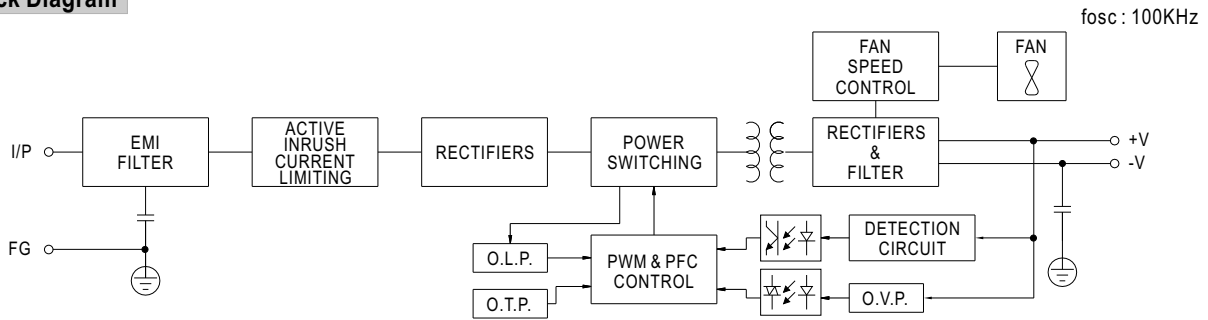 ck Diagram
fosc : 100KHz
FAN
SPEED
CONTROL
FAN
I/P
EMI
FILTER
ACTIVE
INRUSH
CURRENT
LIMITING
RECTIFIERS
POWER
SWITCHING
RECTIFIERS
&
FILTER
+V
-V
FG
O.L.P.
PWM & PFC
CONTROL
DETECTION
CIRCUIT
O.T.P.
O.V.P.